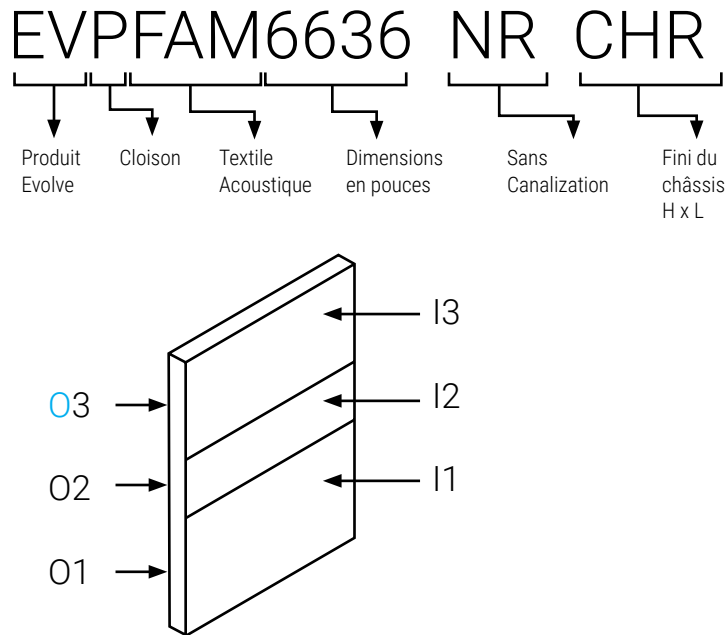 EVPFAM6636 NR CHR
Produit
Evolve
Cloison
Textile
Acoustique
Dimensions
en pouces
Sans
Canalization
Fini du
châssis
H x L
I3
O3
I2
O2
I1
O1